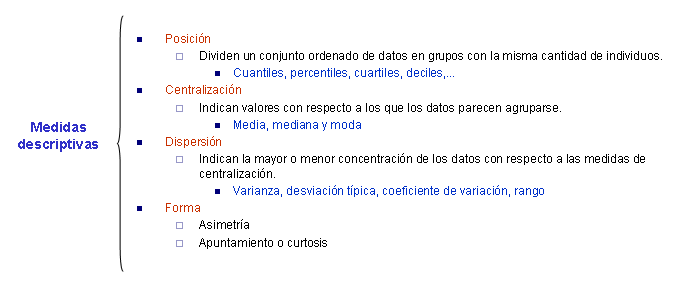 Medidas
descriptivas
Posición
Dividen un conjunto ordenado de datos en grupos con la misma cantidad de individuos.
Cuantiles, percentiles, cuartiles, deciles,...
Centralización
Indican valores con respecto a los que los datos parecen agruparse.
Media, mediana y moda
Dispersión
Indican la mayor o menor concentración de los datos con respecto a las medidas de
centralización.
Varianza, desviación típica, coeficiente de variación, rango
Forma
Asimetría
Apuntamiento o curtosis